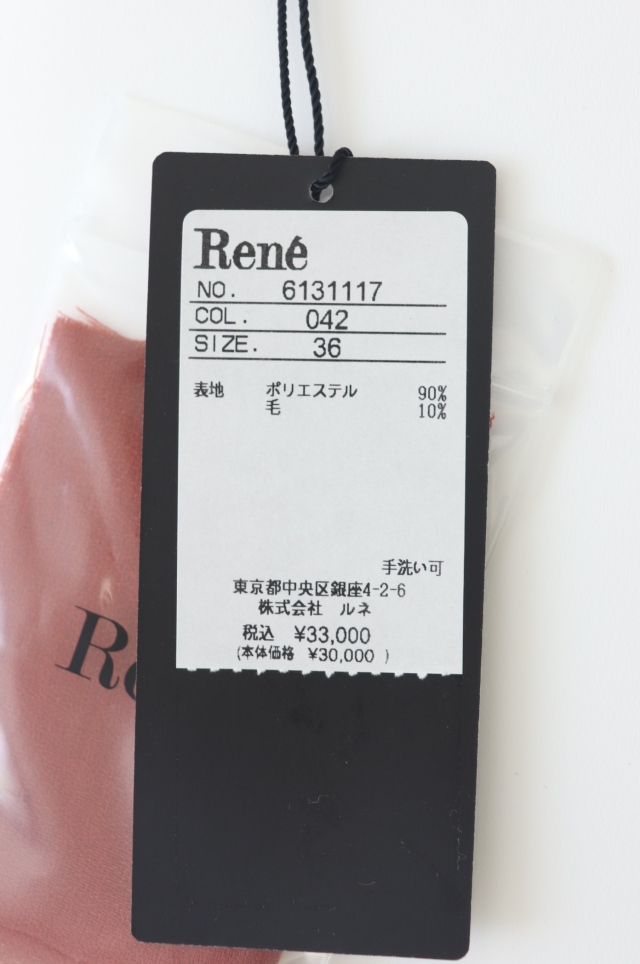 René
NO. 6131117
COL. 042
SIZE. 36
表地 ポリエステル 90%
毛 10%
手洗い可
東京都中央区銀座4-2-6
株式会社 ルネ
税込 ¥33,000
(本体価格 ¥30,000 )
Re